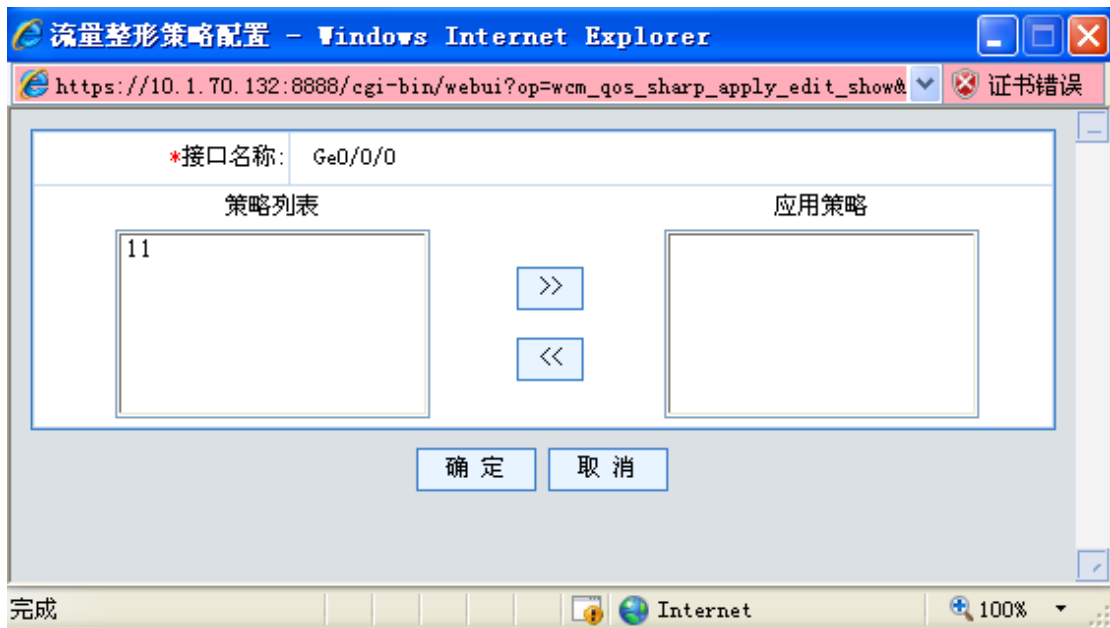 流量整形策略配置 - Windows Internet Explorer
https://10.1.70.132:8888/cgi-bin/webui?op=wcm_qos_sharp_apply_edit_show& 证书错误
*接口名称: Ge0/0/0
策略列表 应用策略
11
>>
<<
确 定 取 消
完成 Internet 100%